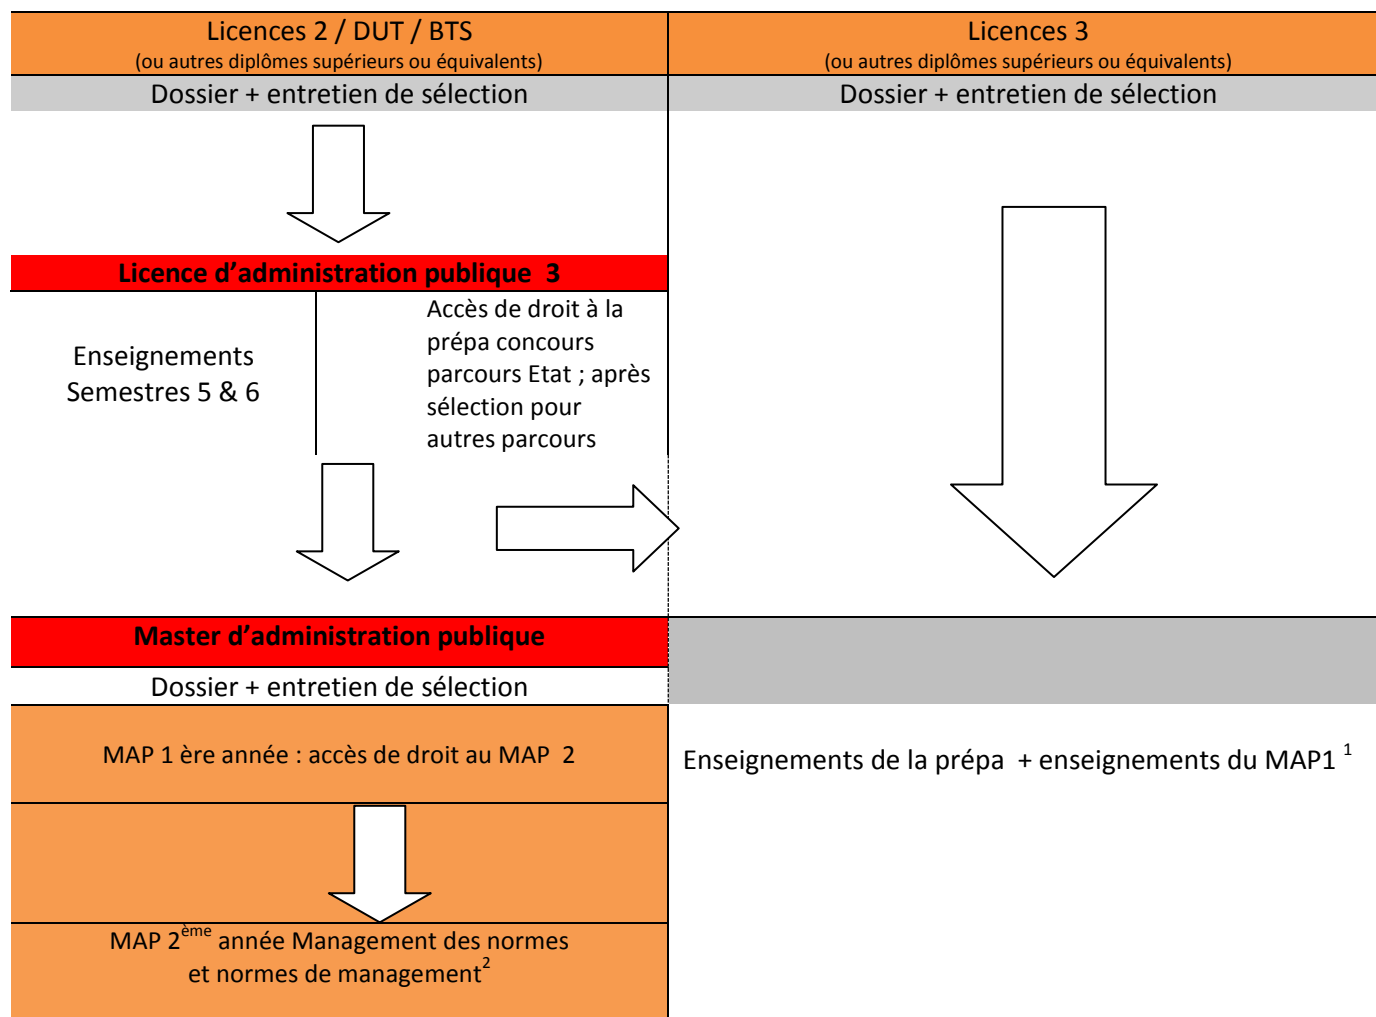 Licences 2 / DUT / BTS
(ou autres diplômes supérieurs ou équivalents)
Licences 3
(ou autres diplômes supérieurs ou équivalents)
Dossier + entretien de sélection
Dossier + entretien de sélection
Licence d’administration publique  3
Enseignements
Semestres 5 & 6
Accès de droit à la
prépa concours
parcours Etat ; après
sélection pour
autres parcours
Master d’administration publique
Dossier + entretien de sélection
MAP 1 ère année : accès de droit au MAP  2
Enseignements de la prépa  + enseignements du MAP1 ¹
MAP 2ème année Management des normes
et normes de management²